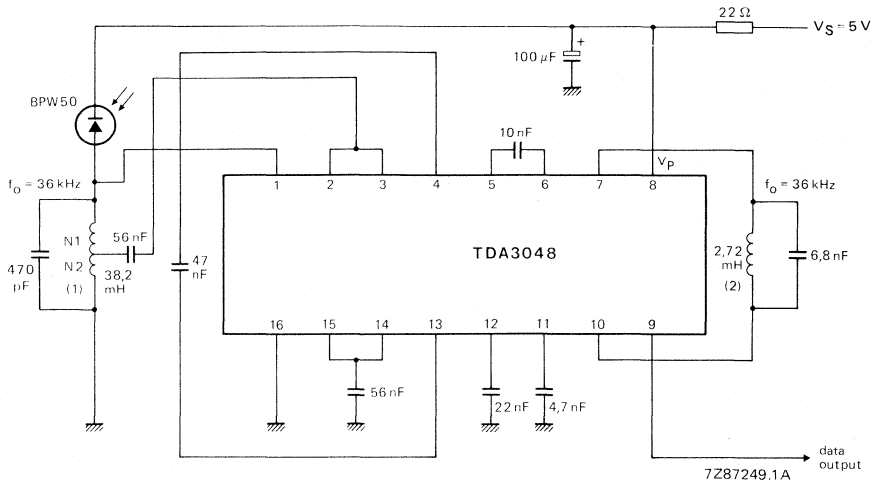 22 Ω
V_S = 5 V
+
100 µF
BPW50
10 nF
V_P
1 2 3 4 5 6 7 8
f_o = 36 kHz
f_o = 36 kHz
N1
56 nF
470 pF
N2
(1)
38,2 mH
47 nF
TDA3048
2,72 mH
(2)
6,8 nF
16 15 14 13 12 11 10 9
56 nF
22 nF
4,7 nF
data output
7Z87249.1A